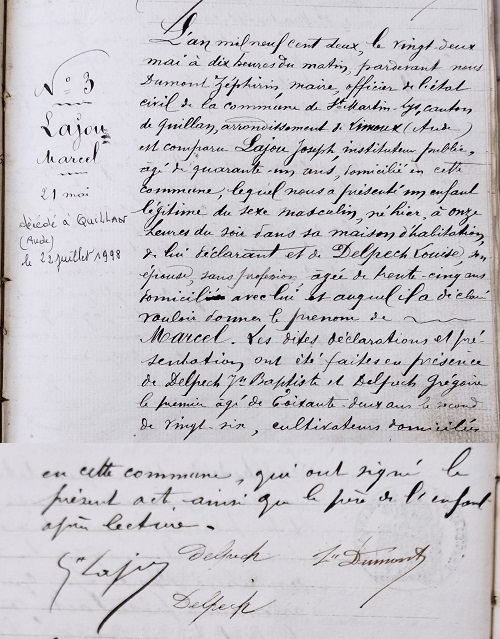 N° 3
Lajou
Marcel
21 mai
décédé à QUILLAN
(Aude)
le 22 juillet 1998
L'an mil neuf cent deux, le vingt-deux
mai à dix heures du matin, pardevant nous
Dumont Zéphirin, maire, officier de l'état
civil de la commune de St Martin-Lys, canton
de Quillan, arrondissement de Limoux (Aude)
est comparu Lajou Joseph, instituteur public,
âgé de quarante un ans, domicilié en cette
commune, lequel nous a présenté un enfant
légitime du sexe masculin, né hier, à onze
heures du soir dans sa maison d'habitation,
de lui déclarant et de Delpech Louise, son
épouse, sans profession âgée de trente-cinq ans
domiciliée avec lui et auquel il a déclaré
vouloir donner le prénom de
Marcel. Les dites déclarations et pré-
sentation ont été faites en présence
de Delpech Jn Baptiste et Delpech Grégoire
le premier âgé de soixante-deux ans le second
de vingt-six, cultivateurs domiciliés
en cette commune, qui ont signé le
présent acte ainsi que le père de l'enfant
après lecture.
Lajou Delpech Dumont
Delpech